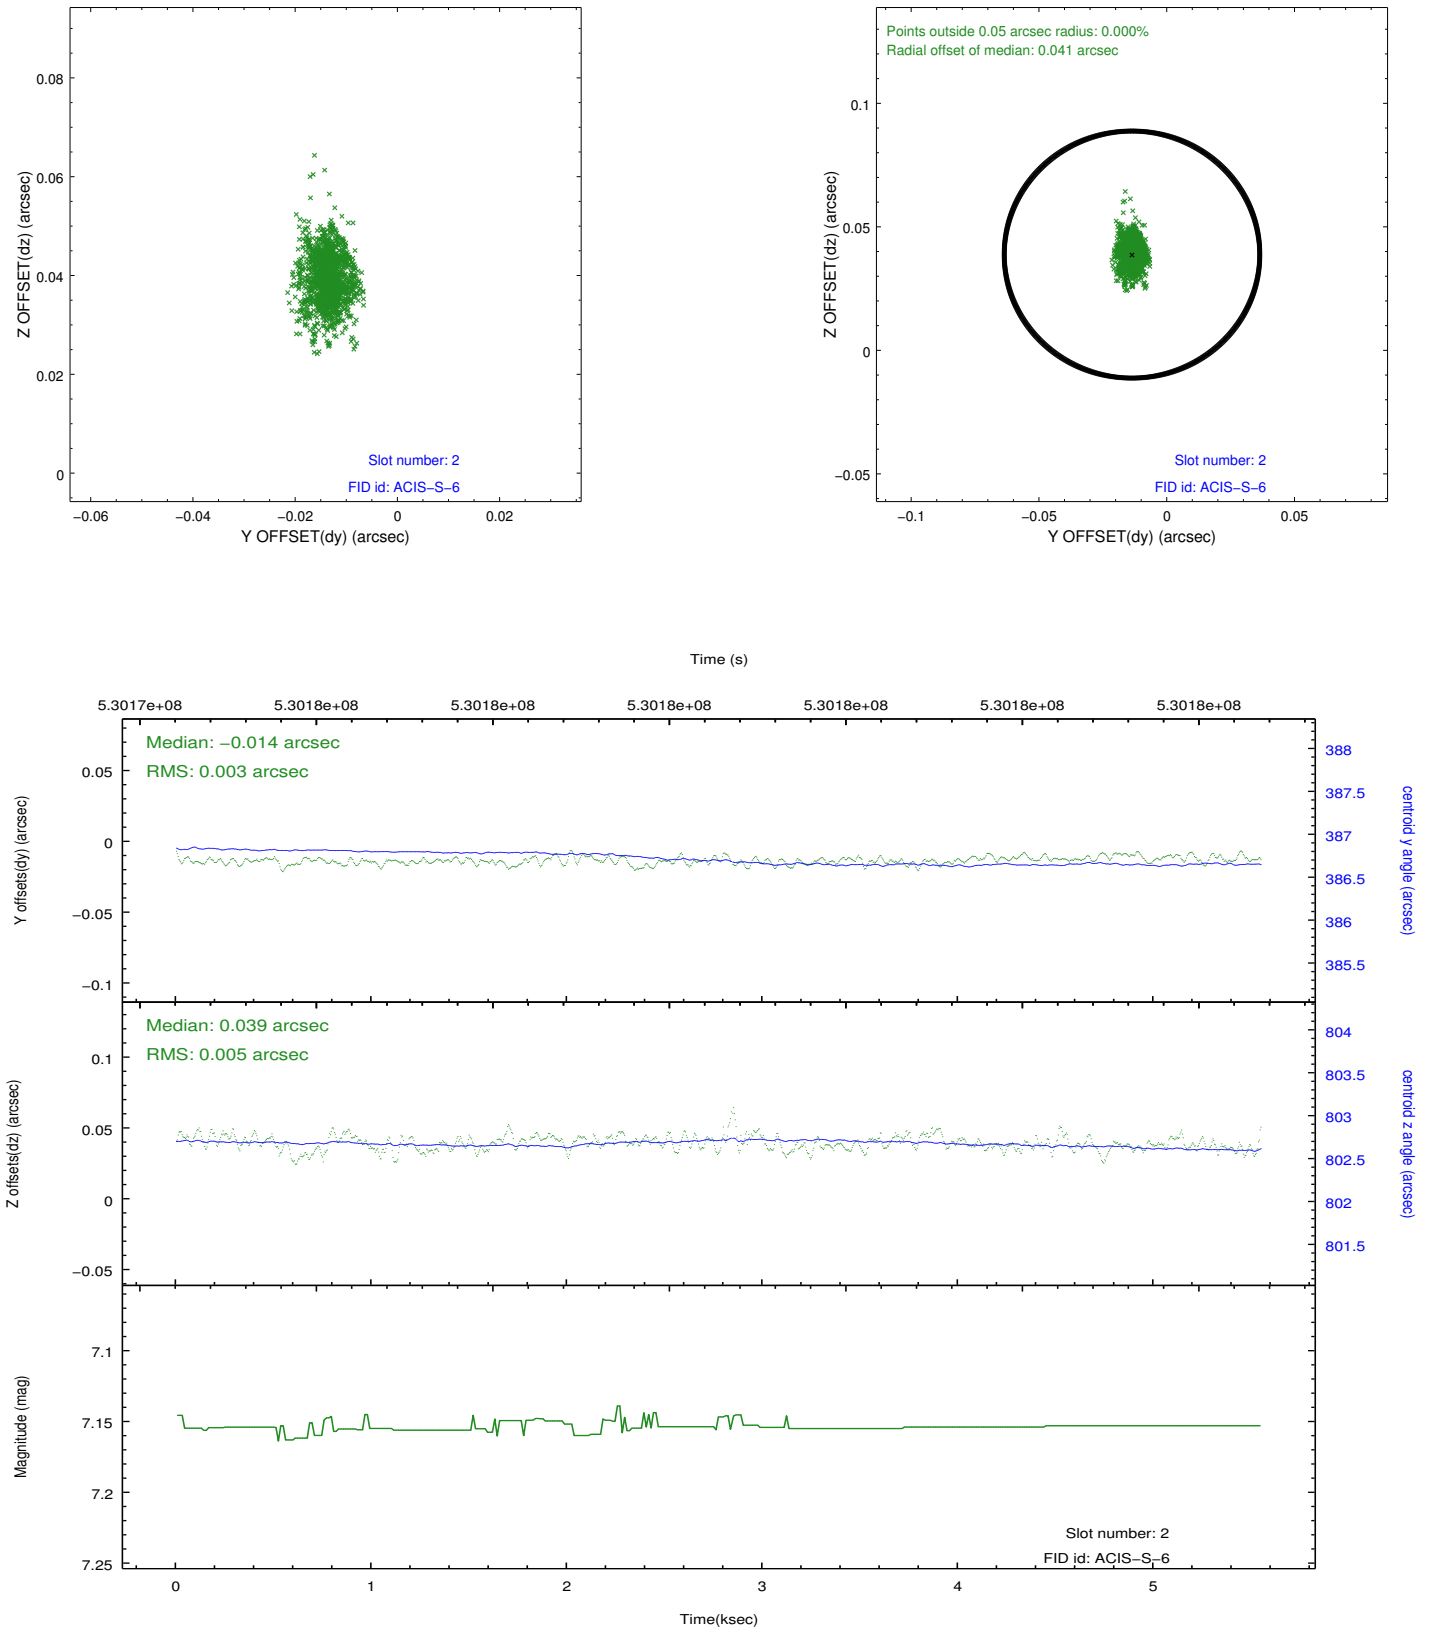 0.08
0.06
0.04
0.02
0
Z OFFSET(dz) (arcsec)
Slot number: 2
FID id: ACIS−S−6
−0.06
−0.04
−0.02
0
0.02
Y OFFSET(dy) (arcsec)
Points outside 0.05 arcsec radius: 0.000%
Radial offset of median: 0.041 arcsec
0.1
0.05
0
−0.05
Z OFFSET(dz) (arcsec)
Slot number: 2
FID id: ACIS−S−6
−0.1
−0.05
0
0.05
Y OFFSET(dy) (arcsec)
Time (s)
5.3017e+08
5.3018e+08
5.3018e+08
5.3018e+08
5.3018e+08
5.3018e+08
5.3018e+08
Median: −0.014 arcsec
RMS: 0.003 arcsec
0.05
0
−0.05
−0.1
Y offsets(dy) (arcsec)
388
387.5
387
386.5
386
385.5
centroid y angle (arcsec)
Median: 0.039 arcsec
RMS: 0.005 arcsec
0.1
0.05
0
−0.05
Z offsets(dz) (arcsec)
804
803.5
803
802.5
802
801.5
centroid z angle (arcsec)
7.1
7.15
7.2
7.25
Magnitude (mag)
Slot number: 2
FID id: ACIS−S−6
0
1
2
3
4
5
Time(ksec)